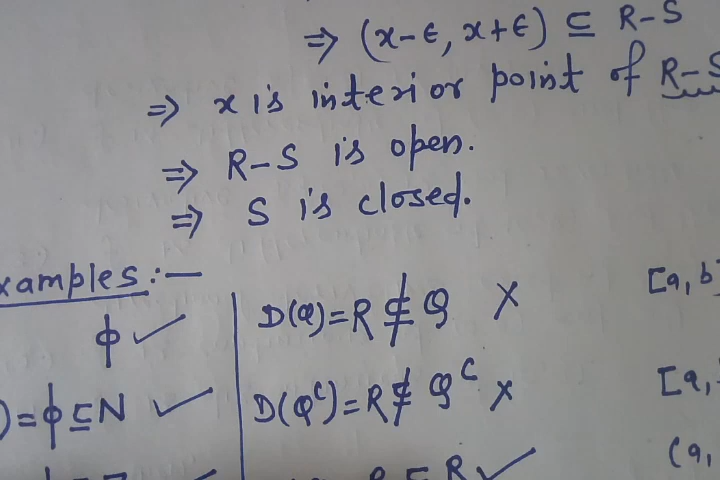 ⇒ (x-ϵ, x+ϵ) ⊆ R-S
⇒ x is interior point of R-S
⇒ R-S is open.
⇒ S is closed.
xamples:-
ϕ ✓
D(Q)=R ⊈ Q X
[a, b]
)=ϕ⊆N ✓
D(Q^c)=R⊈ Q^c X
[a,
R ⊆ R ✓
(a,